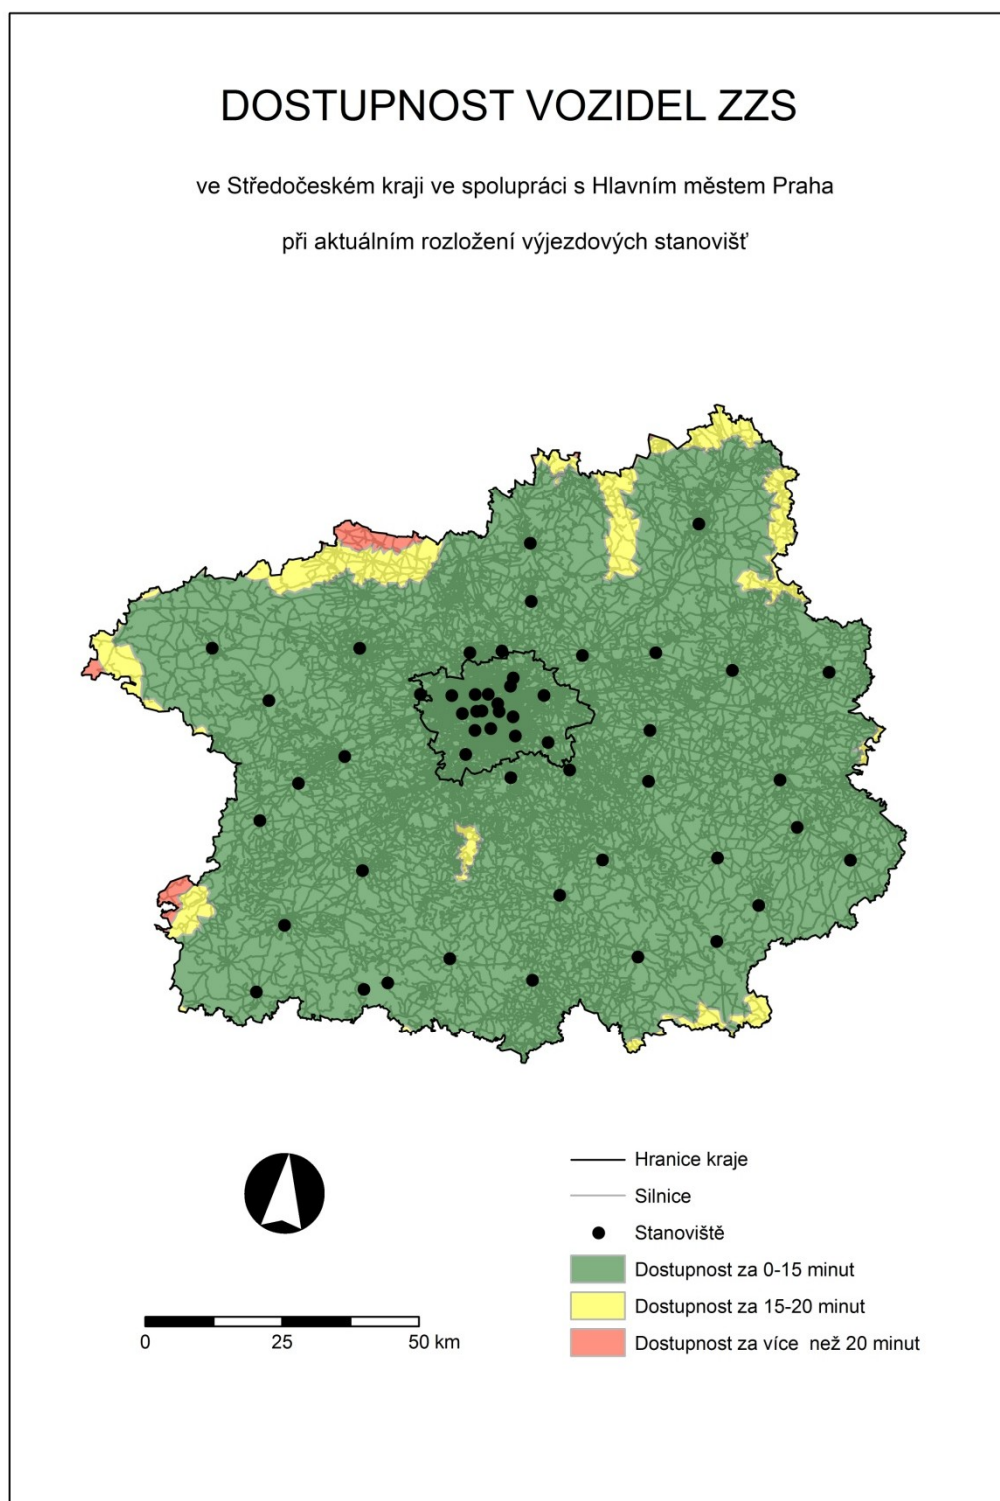 DOSTUPNOST VOZIDEL ZZS
ve Středočeském kraji ve spolupráci s Hlavním městem Praha
při aktuálním rozložení výjezdových stanovišť
Hranice kraje
Silnice
Stanoviště
Dostupnost za 0-15 minut
Dostupnost za 15-20 minut
Dostupnost za více než 20 minut
0 25 50 km